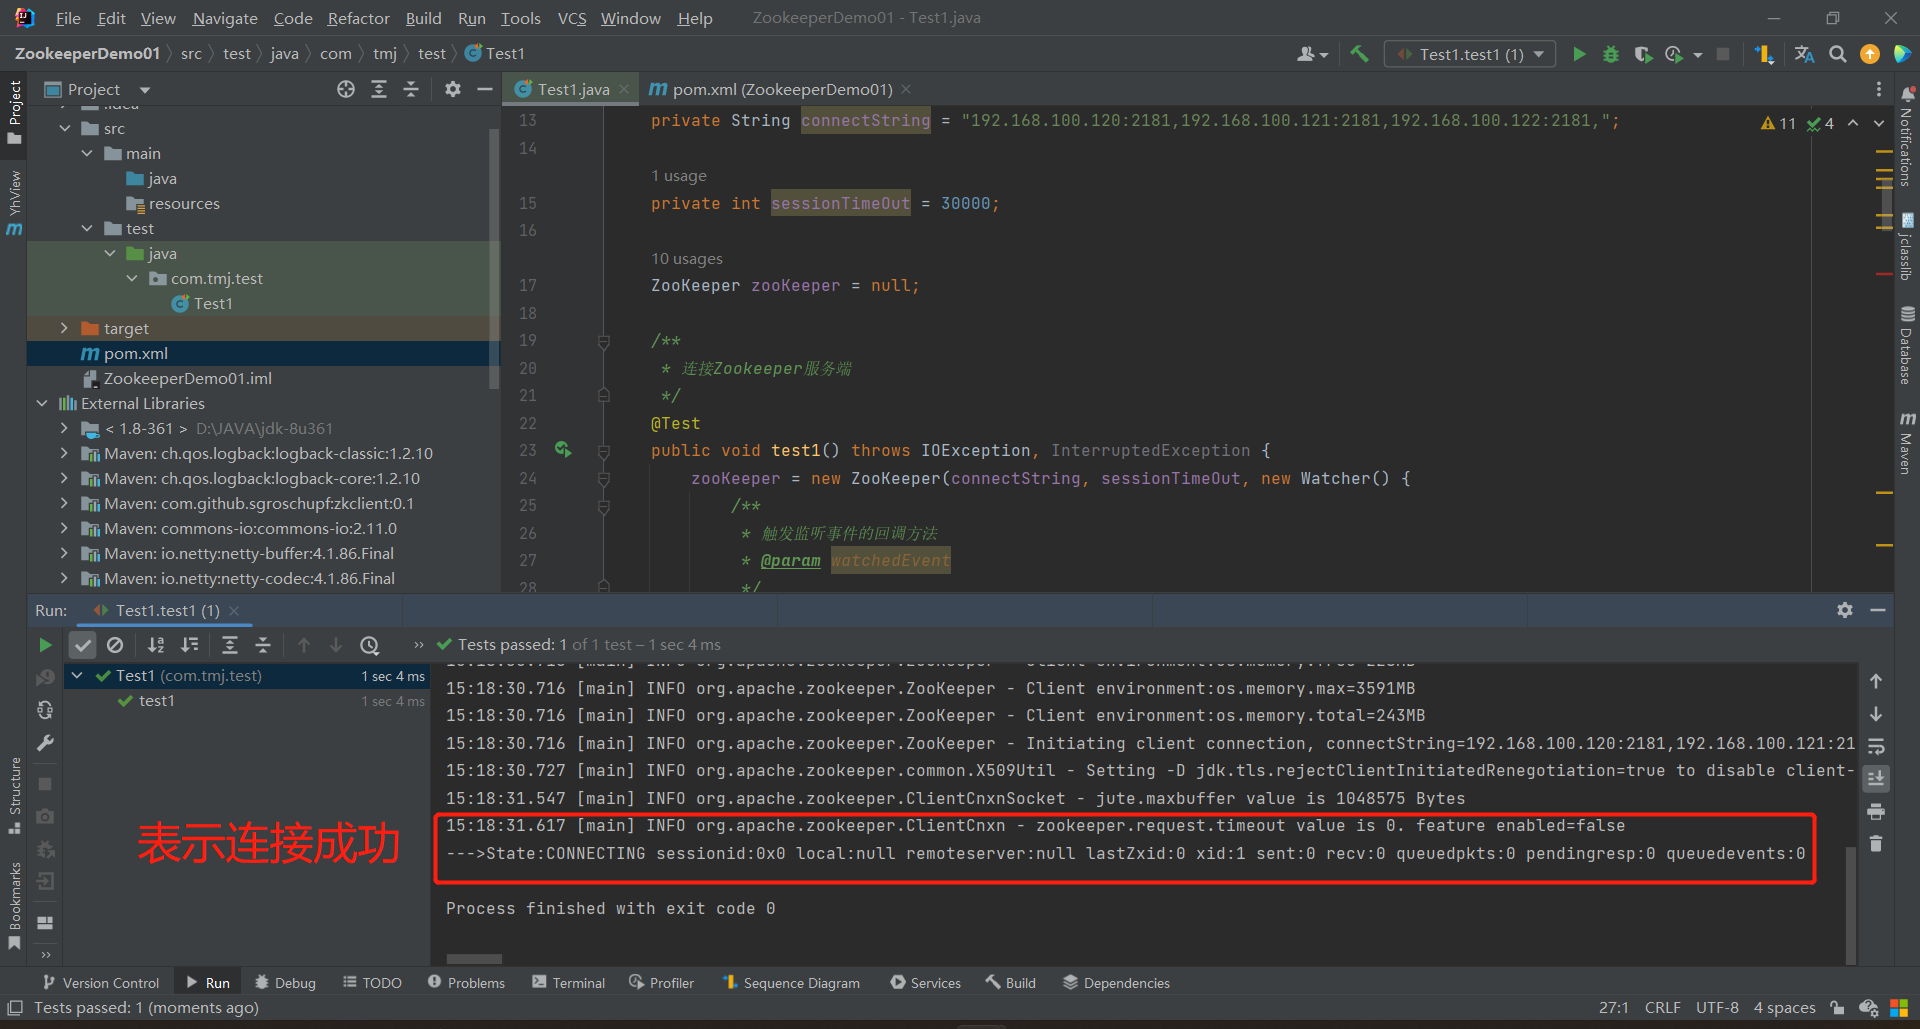 File Edit View Navigate Code Refactor Build Run Tools VCS Window Help ZookeeperDemo01 - Test1.java
ZookeeperDemo01 src test java com tmj test Test1
Test1.test1 (1)
Project
Test1.java
pom.xml (ZookeeperDemo01)
Project
YhView
Structure
Bookmarks
src
main
java
resources
test
java
com.tmj.test
Test1
target
pom.xml
ZookeeperDemo01.iml
External Libraries
< 1.8-361 > D:\JAVA\jdk-8u361
Maven: ch.qos.logback:logback-classic:1.2.10
Maven: ch.qos.logback:logback-core:1.2.10
Maven: com.github.sgroschupf:zkclient:0.1
Maven: commons-io:commons-io:2.11.0
Maven: io.netty:netty-buffer:4.1.86.Final
Maven: io.netty:netty-codec:4.1.86.Final
13 private String connectString = "192.168.100.120:2181,192.168.100.121:2181,192.168.100.122:2181,";
11 4
14
1 usage
15 private int sessionTimeOut = 30000;
16
10 usages
17 ZooKeeper zooKeeper = null;
18
19 /**
20 * 连接Zookeeper服务端
21 */
22 @Test
23 public void test1() throws IOException, InterruptedException {
24 zooKeeper = new ZooKeeper(connectString, sessionTimeOut, new Watcher() {
25 /**
26 * 触发监听事件的回调方法
27 * @param watchedEvent
28 */
Notifications
jclasslib
Database
Maven
Run: Test1.test1 (1)
Tests passed: 1 of 1 test – 1 sec 4 ms
Test1 (com.tmj.test) 1 sec 4 ms
test1 1 sec 4 ms
15:18:30.716 [main] INFO org.apache.zookeeper.ZooKeeper - Client environment:os.memory.max=3591MB
15:18:30.716 [main] INFO org.apache.zookeeper.ZooKeeper - Client environment:os.memory.total=243MB
15:18:30.716 [main] INFO org.apache.zookeeper.ZooKeeper - Initiating client connection, connectString=192.168.100.120:2181,192.168.100.121:21
15:18:30.727 [main] INFO org.apache.zookeeper.common.X509Util - Setting -D jdk.tls.rejectClientInitiatedRenegotiation=true to disable client-
15:18:31.547 [main] INFO org.apache.zookeeper.ClientCnxnSocket - jute.maxbuffer value is 1048575 Bytes
15:18:31.617 [main] INFO org.apache.zookeeper.ClientCnxn - zookeeper.request.timeout value is 0. feature enabled=false
--->State:CONNECTING sessionid:0x0 local:null remoteserver:null lastZxid:0 xid:1 sent:0 recv:0 queuedpkts:0 pendingresp:0 queuedevents:0
表示连接成功
Process finished with exit code 0
Version Control Run Debug TODO Problems Terminal Profiler Sequence Diagram Services Build Dependencies
Tests passed: 1 (moments ago)
27:1 CRLF UTF-8 4 spaces